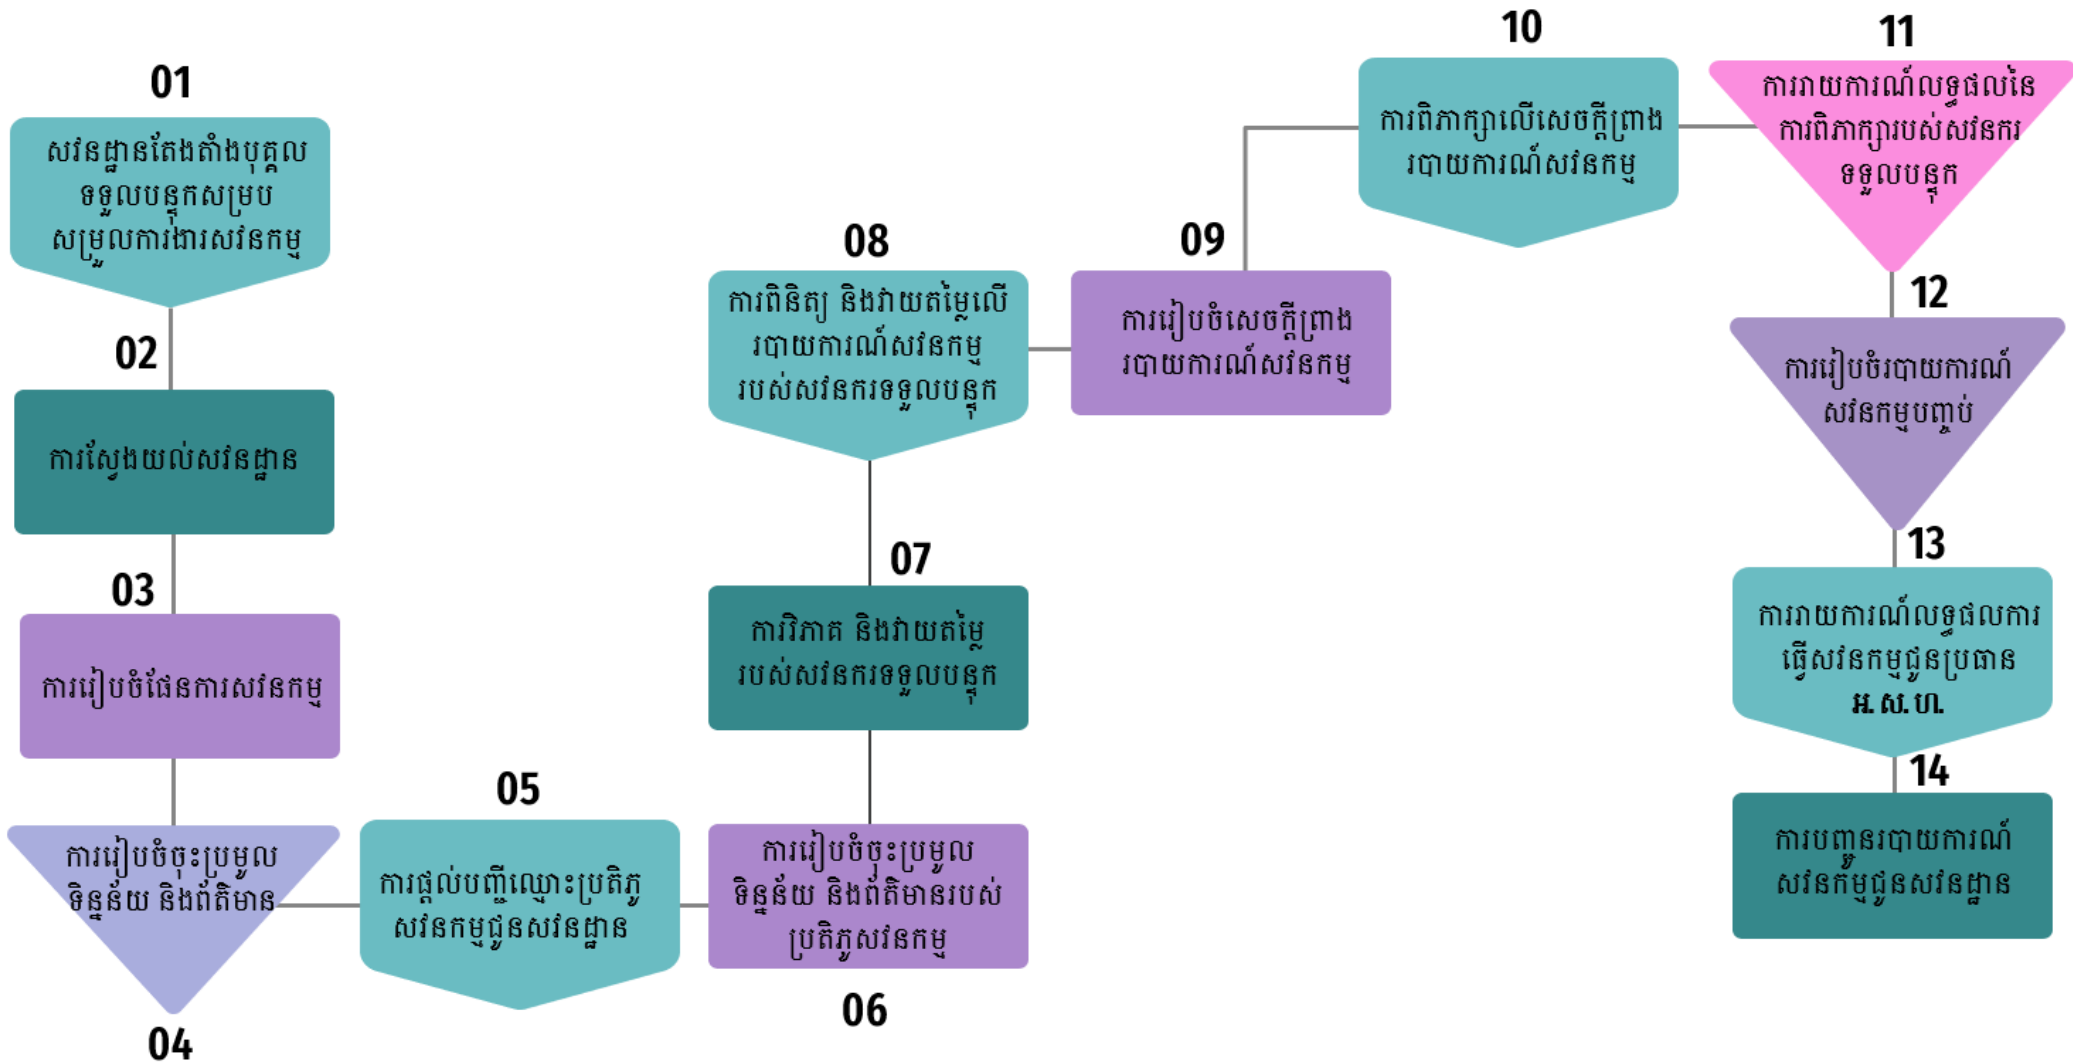 01
សវនដ្ឋានតែងតាំងបុគ្គល
ទទួលបន្ទុកសម្រប
សម្រួលការងារសវនកម្ម
02
ការស្វែងយល់សវនដ្ឋាន
03
ការរៀបចំផែនការសវនកម្ម
ការរៀបចំចុះប្រមូល
ទិន្នន័យ និងព័ត៌មាន
04
05
ការផ្តល់បញ្ជីឈ្មោះប្រតិភូ
សវនកម្មជូនសវនដ្ឋាន
ការរៀបចំចុះប្រមូល
ទិន្នន័យ និងព័ត៌មានរបស់
ប្រតិភូសវនកម្ម
06
07
ការវិភាគ និងវាយតម្លៃ
របស់សវនករទទួលបន្ទុក
08
ការពិនិត្យ និងវាយតម្លៃលើ
របាយការណ៍សវនកម្ម
របស់សវនករទទួលបន្ទុក
09
ការរៀបចំសេចក្តីព្រាង
របាយការណ៍សវនកម្ម
10
ការពិភាក្សាលើសេចក្តីព្រាង
របាយការណ៍សវនកម្ម
11
ការរាយការណ៍លទ្ធផលនៃ
ការពិភាក្សារបស់សវនករ
ទទួលបន្ទុក
12
ការរៀបចំរបាយការណ៍
សវនកម្មបញ្ចប់
13
ការរាយការណ៍លទ្ធផលការ
ធ្វើសវនកម្មជូនប្រធាន
អ.ស.ហ.
14
ការបញ្ជូនរបាយការណ៍
សវនកម្មជូនសវនដ្ឋាន